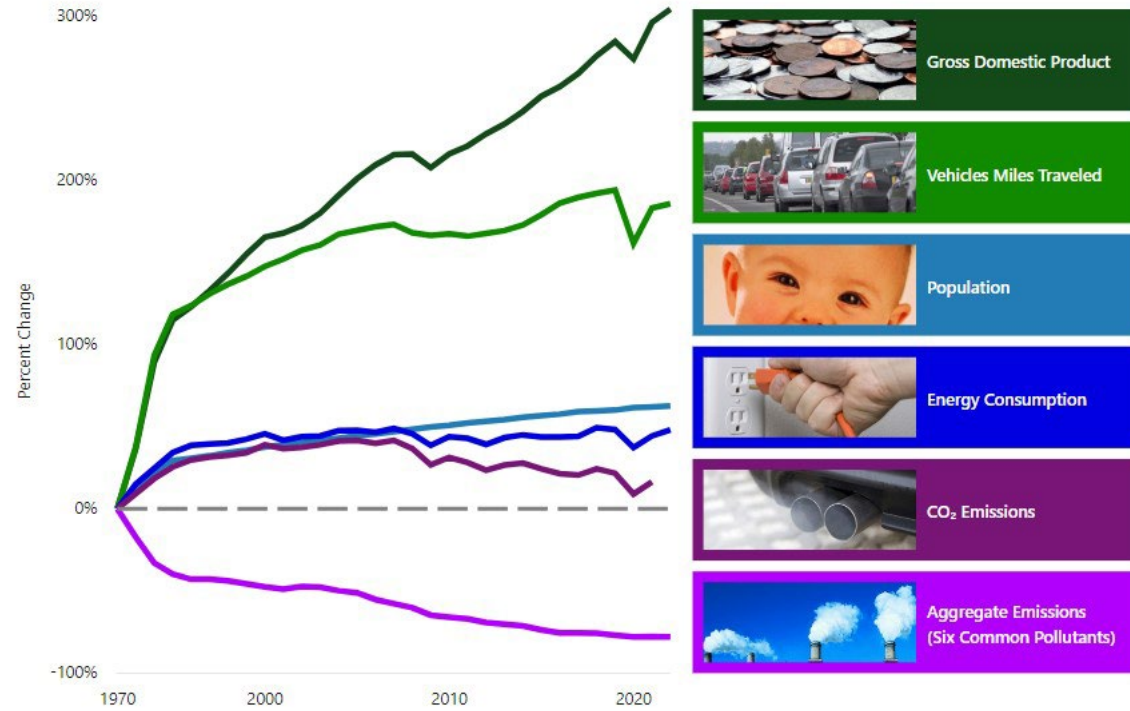 300%
200%
100%
0%
-100%
Percent Change
1970
2000
2010
2020
Gross Domestic Product
Vehicles Miles Traveled
Population
Energy Consumption
CO₂ Emissions
Aggregate Emissions
(Six Common Pollutants)